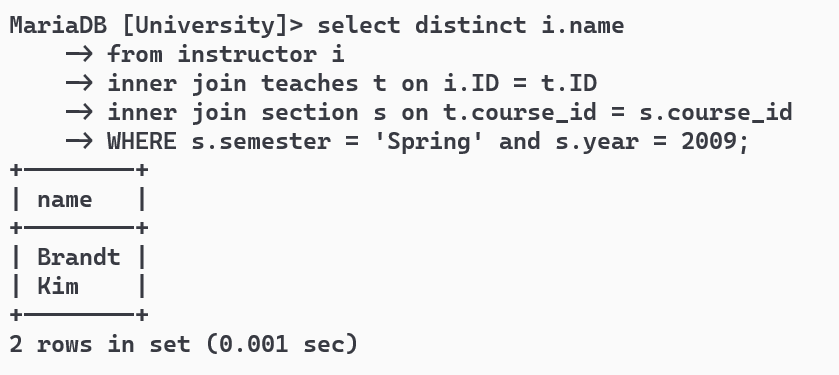 MariaDB [University]> select distinct i.name
    -> from instructor i
    -> inner join teaches t on i.ID = t.ID
    -> inner join section s on t.course_id = s.course_id
    -> WHERE s.semester = 'Spring' and s.year = 2009;
+--------+
| name   |
+--------+
| Brandt |
| Kim    |
+--------+
2 rows in set (0.001 sec)